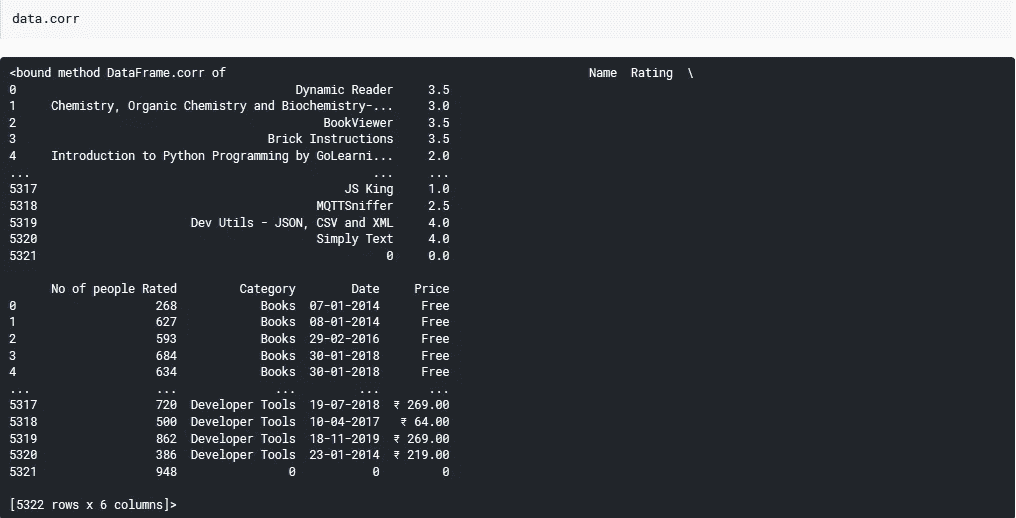 data.corr
<bound method DataFrame.corr of Name Rating \
0 Dynamic Reader 3.5
1 Chemistry, Organic Chemistry and Biochemistry-... 3.0
2 BookViewer 3.5
3 Brick Instructions 3.5
4 Introduction to Python Programming by GoLearni... 2.0
... ... ...
5317 JS King 1.0
5318 MQTTSniffer 2.5
5319 Dev Utils - JSON, CSV and XML 4.0
5320 Simply Text 4.0
5321 0 0.0
No of people Rated Category Date Price
0 268 Books 07-01-2014 Free
1 627 Books 08-01-2014 Free
2 593 Books 29-02-2016 Free
3 684 Books 30-01-2018 Free
4 634 Books 30-01-2018 Free
... ... ... ... ...
5317 720 Developer Tools 19-07-2018 ₹ 269.00
5318 500 Developer Tools 10-04-2017 ₹ 64.00
5319 862 Developer Tools 18-11-2019 ₹ 269.00
5320 386 Developer Tools 23-01-2014 ₹ 219.00
5321 948 0 0 0
[5322 rows x 6 columns]>